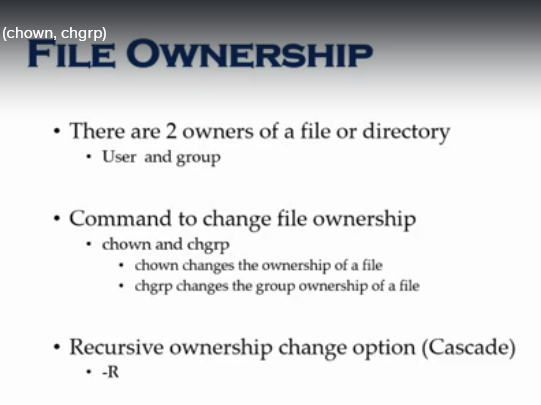 (chown, chgrp)
FILE OWNERSHIP
• There are 2 owners of a file or directory
• User and group
• Command to change file ownership
• chown and chgrp
• chown changes the ownership of a file
• chgrp changes the group ownership of a file
• Recursive ownership change option (Cascade)
• -R